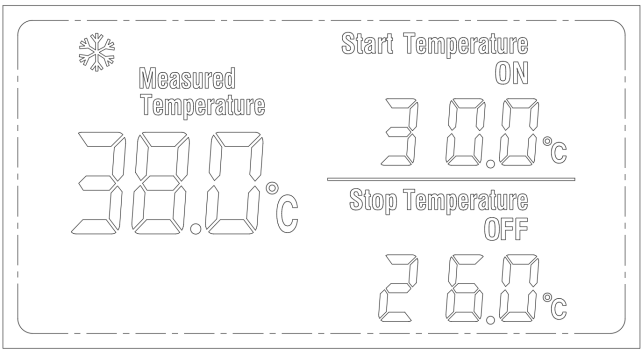 Measured
Temperature
38.0°C
Start Temperature
ON
30.0°C
Stop Temperature
OFF
26.0°C